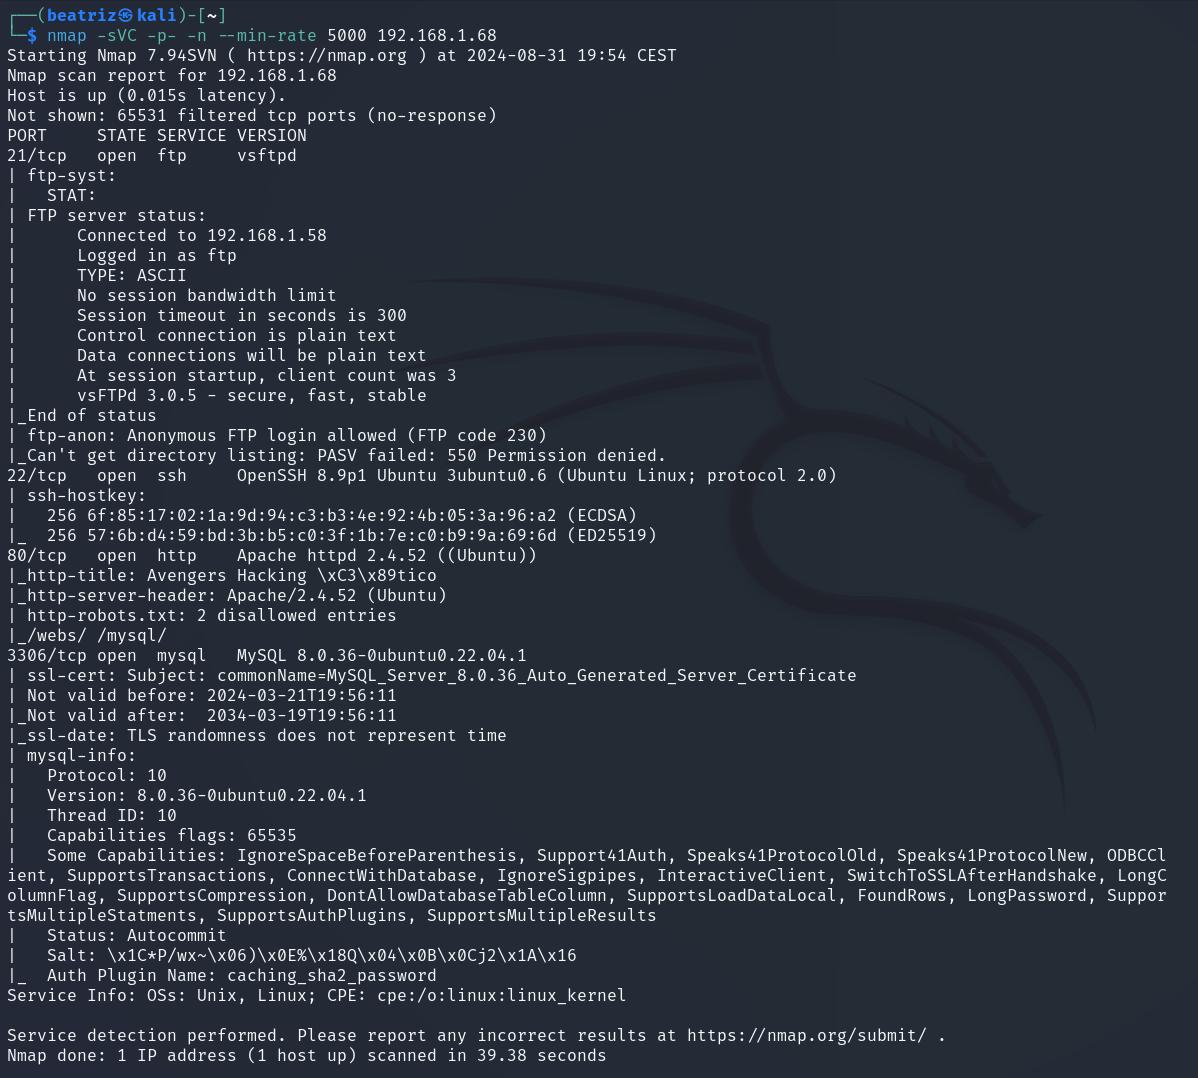 ┌──(beatriz㉿kali)-[~]
└─$ nmap -sVC -p- -n --min-rate 5000 192.168.1.68
Starting Nmap 7.94SVN ( https://nmap.org ) at 2024-08-31 19:54 CEST
Nmap scan report for 192.168.1.68
Host is up (0.015s latency).
Not shown: 65531 filtered tcp ports (no-response)
PORT     STATE SERVICE VERSION
21/tcp   open  ftp     vsftpd
| ftp-syst:
|   STAT:
| FTP server status:
|      Connected to 192.168.1.58
|      Logged in as ftp
|      TYPE: ASCII
|      No session bandwidth limit
|      Session timeout in seconds is 300
|      Control connection is plain text
|      Data connections will be plain text
|      At session startup, client count was 3
|      vsFTPd 3.0.5 - secure, fast, stable
|_End of status
| ftp-anon: Anonymous FTP login allowed (FTP code 230)
|_Can't get directory listing: PASV failed: 550 Permission denied.
22/tcp   open  ssh     OpenSSH 8.9p1 Ubuntu 3ubuntu0.6 (Ubuntu Linux; protocol 2.0)
| ssh-hostkey:
|   256 6f:85:17:02:1a:9d:94:c3:b3:4e:92:4b:05:3a:96:a2 (ECDSA)
|_  256 57:6b:d4:59:bd:3b:b5:c0:3f:1b:7e:c0:b9:9a:69:6d (ED25519)
80/tcp   open  http    Apache httpd 2.4.52 ((Ubuntu))
|_http-title: Avengers Hacking \xC3\x89tico
|_http-server-header: Apache/2.4.52 (Ubuntu)
| http-robots.txt: 2 disallowed entries
|_/webs/ /mysql/
3306/tcp open  mysql   MySQL 8.0.36-0ubuntu0.22.04.1
| ssl-cert: Subject: commonName=MySQL_Server_8.0.36_Auto_Generated_Server_Certificate
| Not valid before: 2024-03-21T19:56:11
|_Not valid after:  2034-03-19T19:56:11
|_ssl-date: TLS randomness does not represent time
| mysql-info:
|   Protocol: 10
|   Version: 8.0.36-0ubuntu0.22.04.1
|   Thread ID: 10
|   Capabilities flags: 65535
|   Some Capabilities: IgnoreSpaceBeforeParenthesis, Support41Auth, Speaks41ProtocolOld, Speaks41ProtocolNew, ODBCCl
ient, SupportsTransactions, ConnectWithDatabase, IgnoreSigpipes, InteractiveClient, SwitchToSSLAfterHandshake, LongC
olumnFlag, SupportsCompression, DontAllowDatabaseTableColumn, SupportsLoadDataLocal, FoundRows, LongPassword, Suppor
tsMultipleStatments, SupportsAuthPlugins, SupportsMultipleResults
|   Status: Autocommit
|   Salt: \x1C*P/wx~\x06)\x0E%\x18Q\x04\x0B\x0Cj2\x1A\x16
|_  Auth Plugin Name: caching_sha2_password
Service Info: OSs: Unix, Linux; CPE: cpe:/o:linux:linux_kernel

Service detection performed. Please report any incorrect results at https://nmap.org/submit/ .
Nmap done: 1 IP address (1 host up) scanned in 39.38 seconds